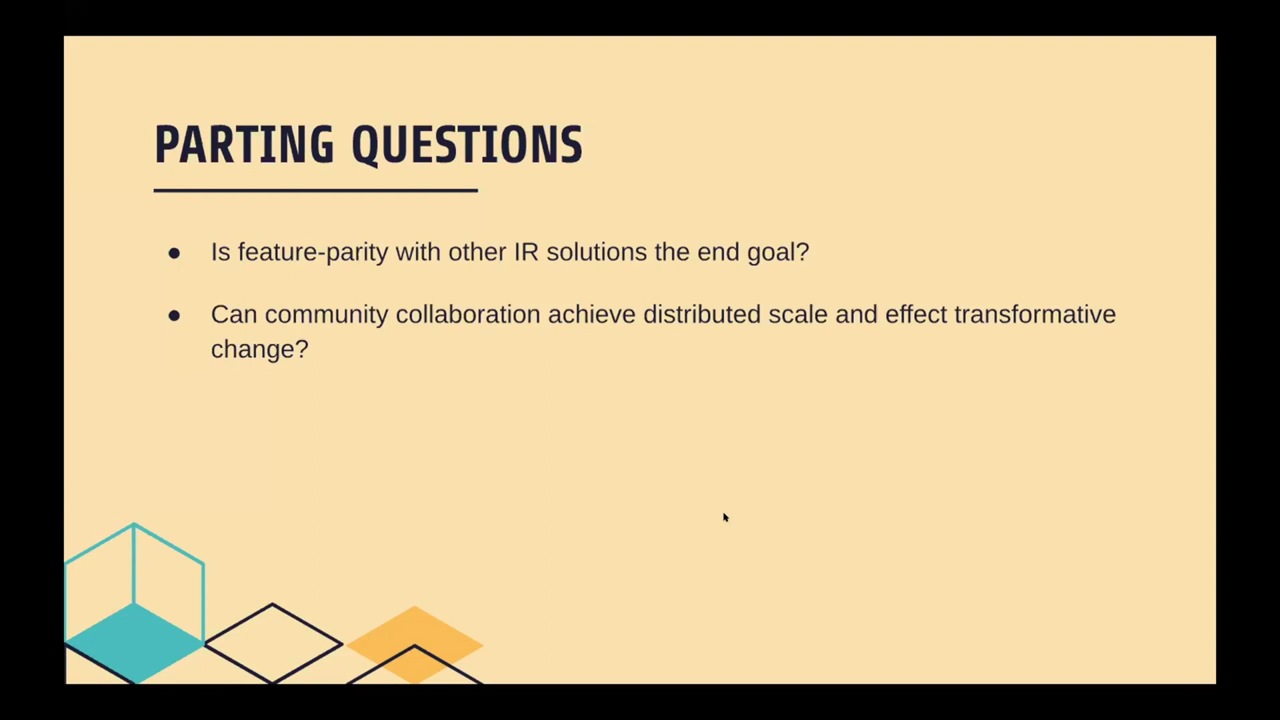 PARTING QUESTIONS
● Is feature-parity with other IR solutions the end goal?
● Can community collaboration achieve distributed scale and effect transformative
change?